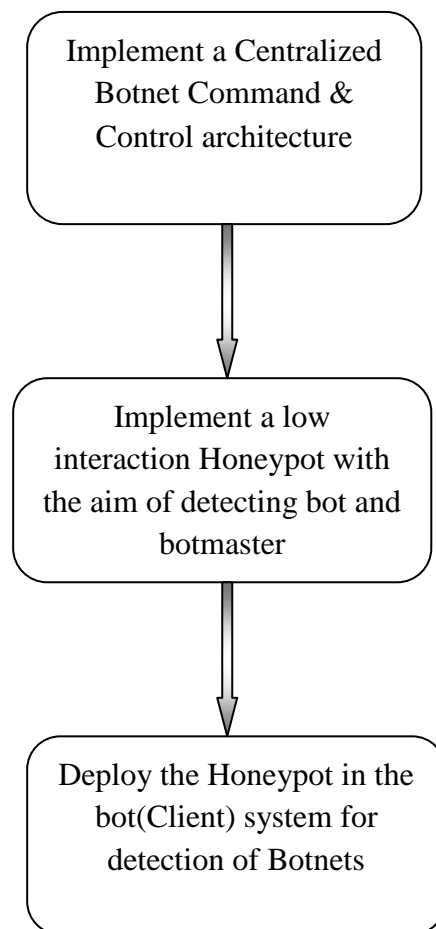 Implement a Centralized
Botnet Command &
Control architecture
Implement a low
interaction Honeypot with
the aim of detecting bot and
botmaster
Deploy the Honeypot in the
bot(Client) system for
detection of Botnets